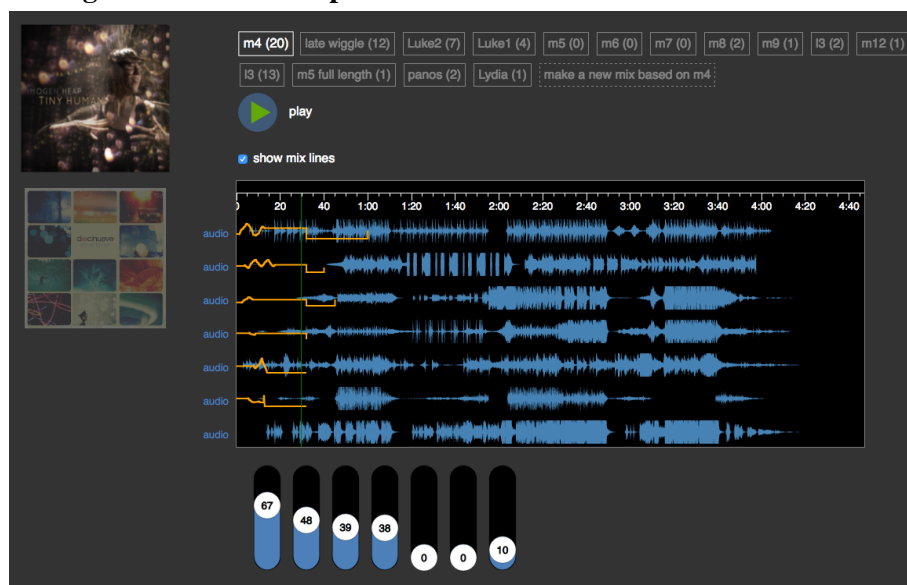 m4 (20) late wiggle (12) Luke2 (7) Luke1 (4) m5 (0) m6 (0) m7 (0) m8 (2) m9 (1) l3 (2) m12 (1)
l3 (13) m5 full length (1) panos (2) Lydia (1) make a new mix based on m4
IMOGEN HEAP
TINY HUMAN
play
show mix lines
20 40 1:00 1:20 1:40 2:00 2:20 2:40 3:00 3:20 3:40 4:00 4:20 4:40
audio
audio
audio
audio
audio
audio
audio
67 48 39 38 0 0 10